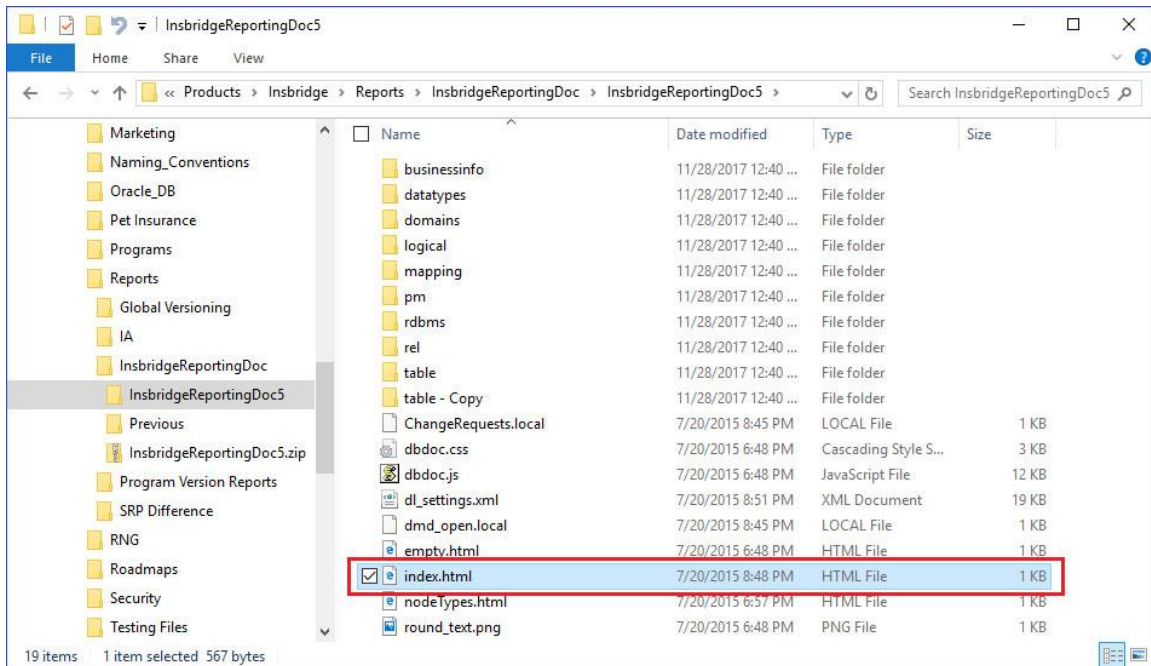 InsbridgeReportingDoc5
File Home Share View
« Products > Insbridge > Reports > InsbridgeReportingDoc > InsbridgeReportingDoc5 > Search InsbridgeReportingDoc5
Marketing
Naming_Conventions
Oracle_DB
Pet Insurance
Programs
Reports
Global Versioning
IA
InsbridgeReportingDoc
InsbridgeReportingDoc5
Previous
InsbridgeReportingDoc5.zip
Program Version Reports
SRP Difference
RNG
Roadmaps
Security
Testing Files
Name Date modified Type Size
businessinfo 11/28/2017 12:40 ... File folder
datatypes 11/28/2017 12:40 ... File folder
domains 11/28/2017 12:40 ... File folder
logical 11/28/2017 12:40 ... File folder
mapping 11/28/2017 12:40 ... File folder
pm 11/28/2017 12:40 ... File folder
rdbms 11/28/2017 12:40 ... File folder
rel 11/28/2017 12:40 ... File folder
table 11/28/2017 12:40 ... File folder
table - Copy 11/28/2017 12:40 ... File folder
ChangeRequests.local 7/20/2015 8:45 PM LOCAL File 1 KB
dbdoc.css 7/20/2015 6:48 PM Cascading Style S... 3 KB
dbdoc.js 7/20/2015 6:48 PM JavaScript File 12 KB
dl_settings.xml 7/20/2015 8:51 PM XML Document 19 KB
dmd_open.local 7/20/2015 8:45 PM LOCAL File 1 KB
empty.html 7/20/2015 6:48 PM HTML File 1 KB
index.html 7/20/2015 8:48 PM HTML File 1 KB
nodeTypes.html 7/20/2015 6:57 PM HTML File 1 KB
round_text.png 7/20/2015 6:48 PM PNG File 1 KB
19 items 1 item selected 567 bytes